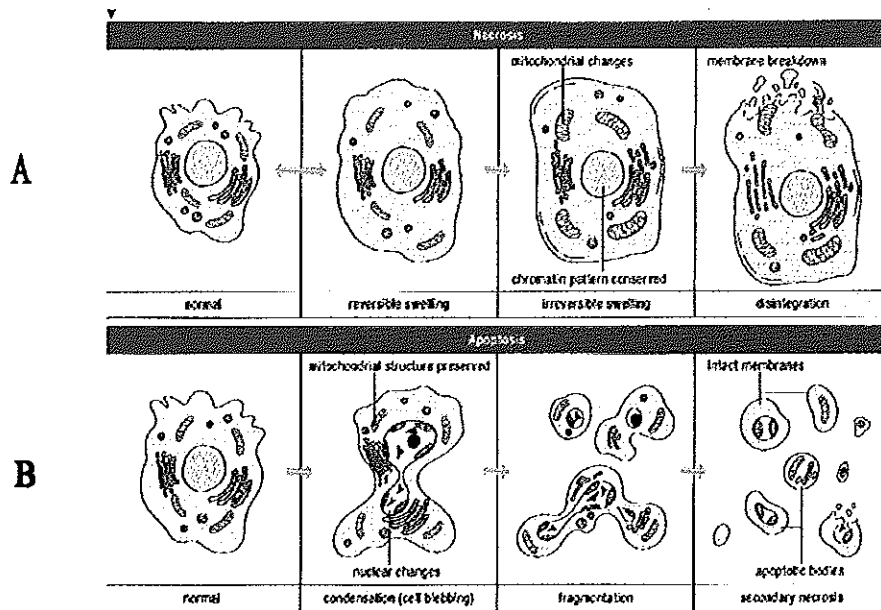 Necrosis
mitochondrial changes
membrane breakdown
A
chromatin pattern conserved
normal
reversible swelling
irreversible swelling
disintegration
Apoptosis
mitochondrial structure preserved
Intact membranes
B
nuclear changes
apoptotic bodies
normal
condensation (cell blebbing)
fragmentation
secondary necrosis